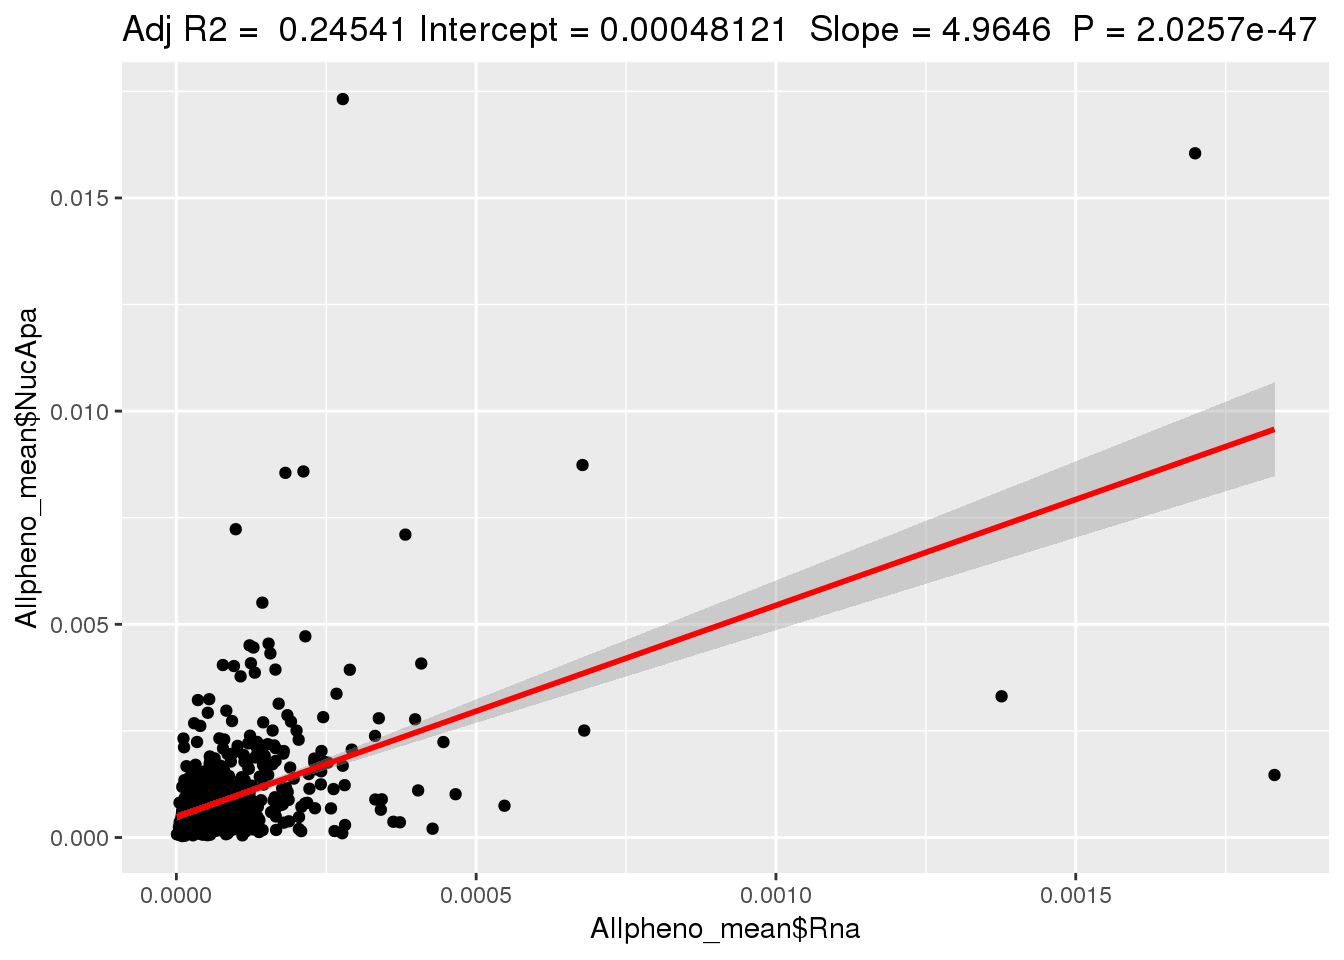 Adj R2 =  0.24541 Intercept = 0.00048121  Slope = 4.9646  P = 2.0257e-47
0.015
0.010
0.005
0.000
Allpheno_mean$NucApa
0.0000
0.0005
0.0010
0.0015
Allpheno_mean$Rna